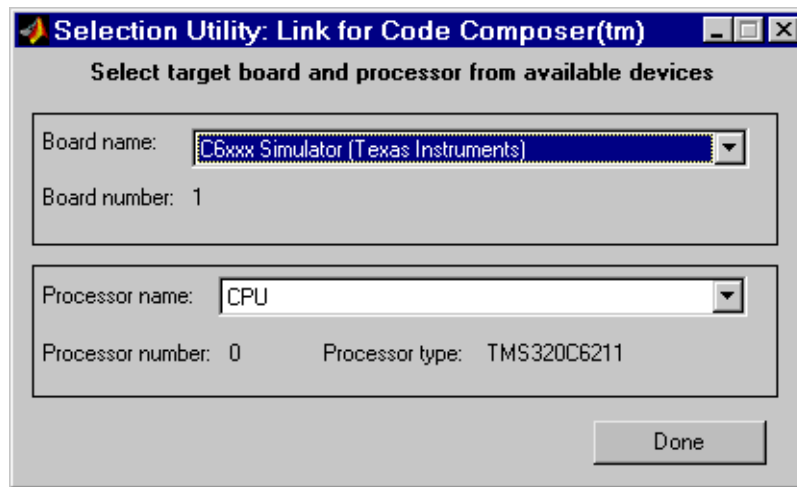 Selection Utility: Link for Code Composer(tm)
Select target board and processor from available devices
Board name: C6xxx Simulator (Texas Instruments)
Board number: 1
Processor name: CPU
Processor number: 0 Processor type: TMS320C6211
Done